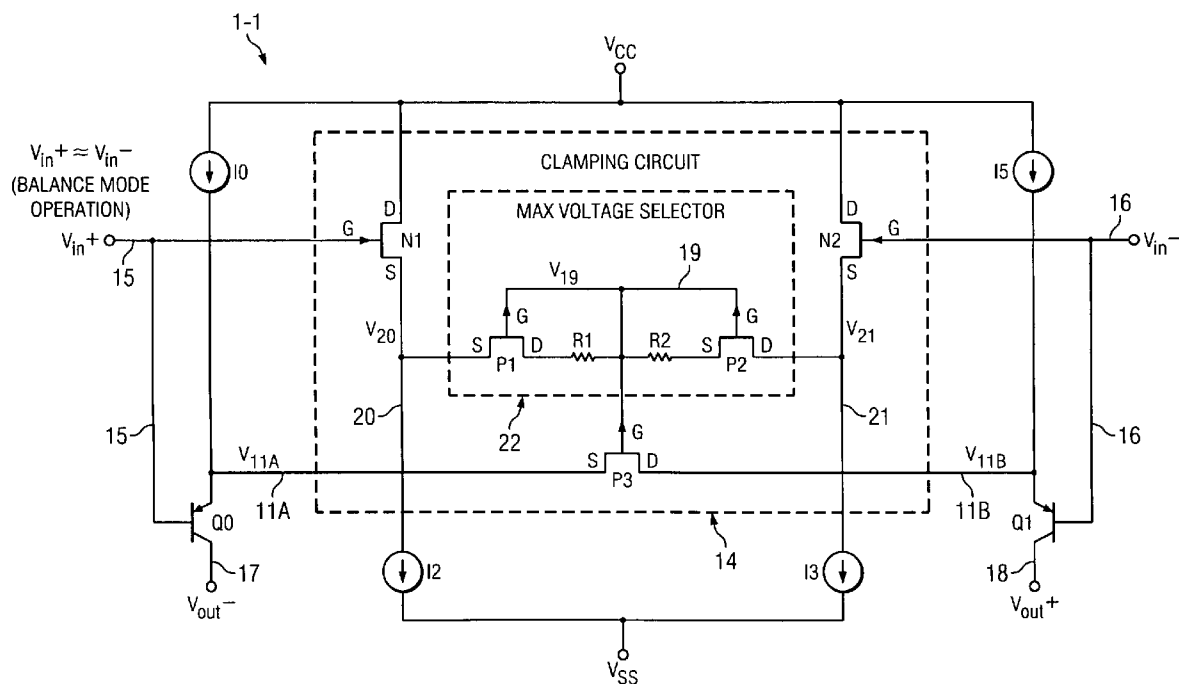 1-1
VCC
Vin+ ≈ Vin-
(BALANCE MODE
OPERATION)
I0
CLAMPING CIRCUIT
I5
MAX VOLTAGE SELECTOR
D
D
16
Vin+
15
G
N1
N2
G
Vin-
S
S
V19
19
G
G
V20
V21
S
D
R1
R2
S
D
P1
P2
20
22
21
15
G
16
V11A
S
D
V11B
P3
11A
11B
Q0
Q1
14
17
I2
I3
18
Vout-
Vout+
VSS